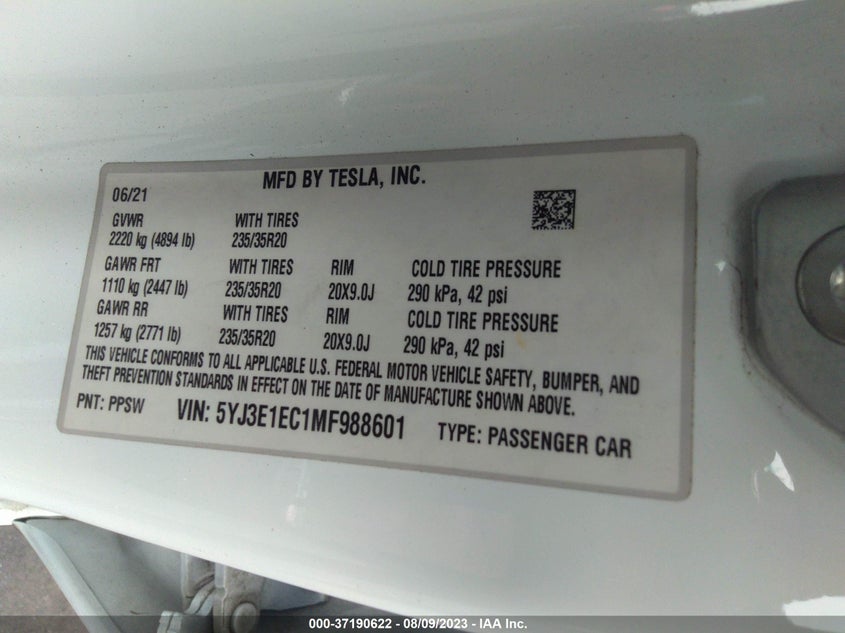 MFD BY TESLA, INC.
06/21
GVWR WITH TIRES
2220 kg (4894 lb) 235/35R20
GAWR FRT WITH TIRES RIM COLD TIRE PRESSURE
1110 kg (2447 lb) 235/35R20 20X9.0J 290 kPa, 42 psi
GAWR RR WITH TIRES RIM COLD TIRE PRESSURE
1257 kg (2771 lb) 235/35R20 20X9.0J 290 kPa, 42 psi
THIS VEHICLE CONFORMS TO ALL APPLICABLE U.S. FEDERAL MOTOR VEHICLE SAFETY, BUMPER, AND
THEFT PREVENTION STANDARDS IN EFFECT ON THE DATE OF MANUFACTURE SHOWN ABOVE.
PNT: PPSW VIN: 5YJ3E1EC1MF988601 TYPE: PASSENGER CAR
000-37190622 - 08/09/2023 - IAA Inc.